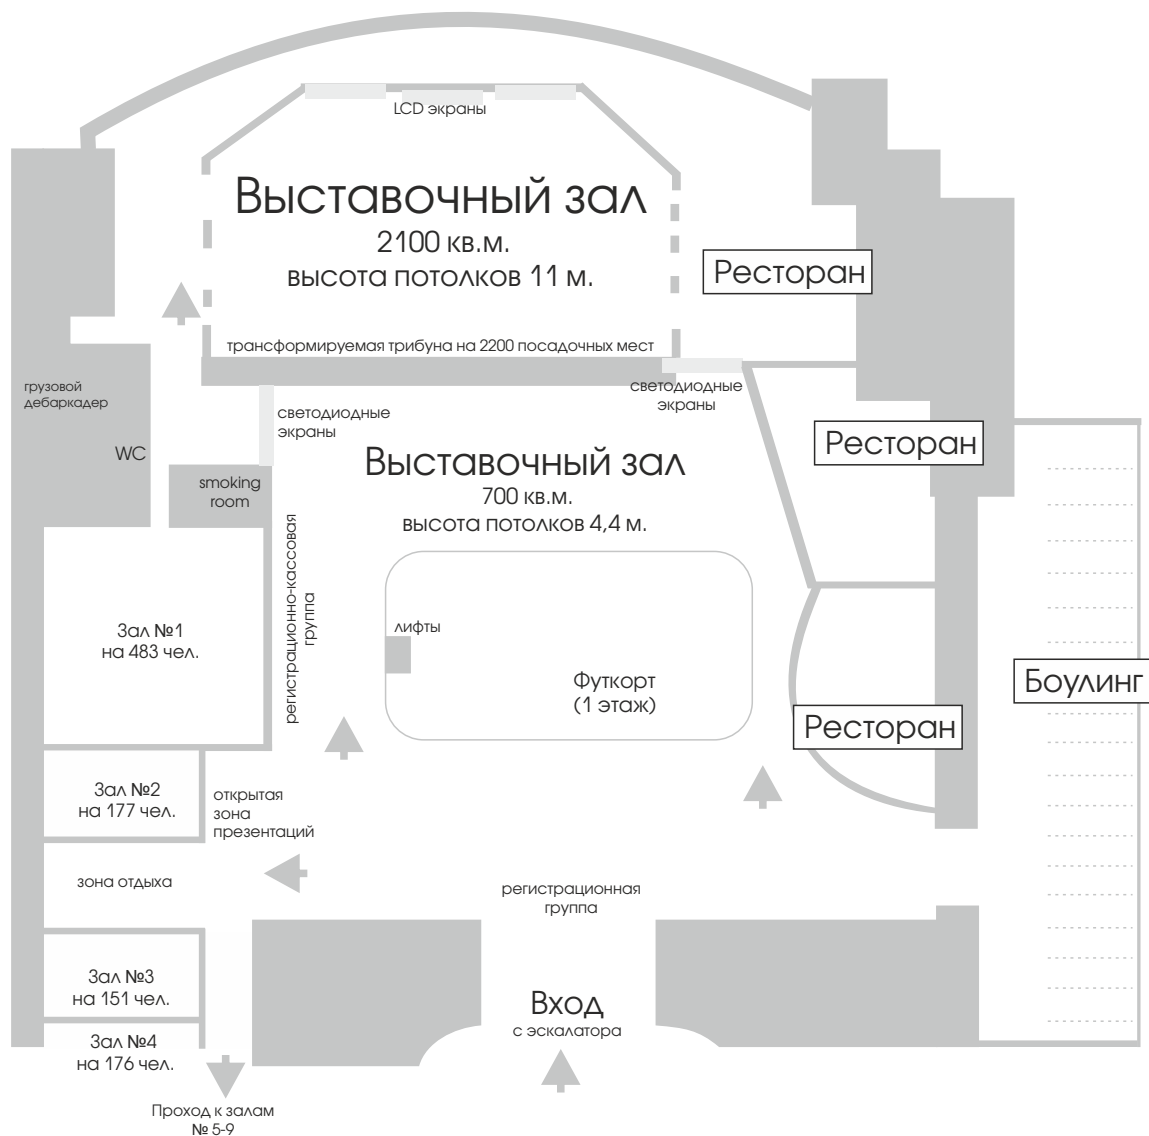 LCD экраны
Выставочный зал
2100 кв.м.
высота потолков 11 м.
Ресторан
трансформируемая трибуна на 2200 посадочных мест
грузовой
дебаркадер
светодиодные
экраны
светодиодные
экраны
WC
Ресторан
Выставочный зал
700 кв.м.
высота потолков 4,4 м.
smoking
room
регистрационно-кассовая
группа
Зал №1
на 483 чел.
лифты
Футкорт
(1 этаж)
Боулинг
Ресторан
Зал №2
на 177 чел.
открытая
зона
презентаций
зона отдыха
регистрационная
группа
Зал №3
на 151 чел.
Вход
с эскалатора
Зал №4
на 176 чел.
Проход к залам
№ 5-9